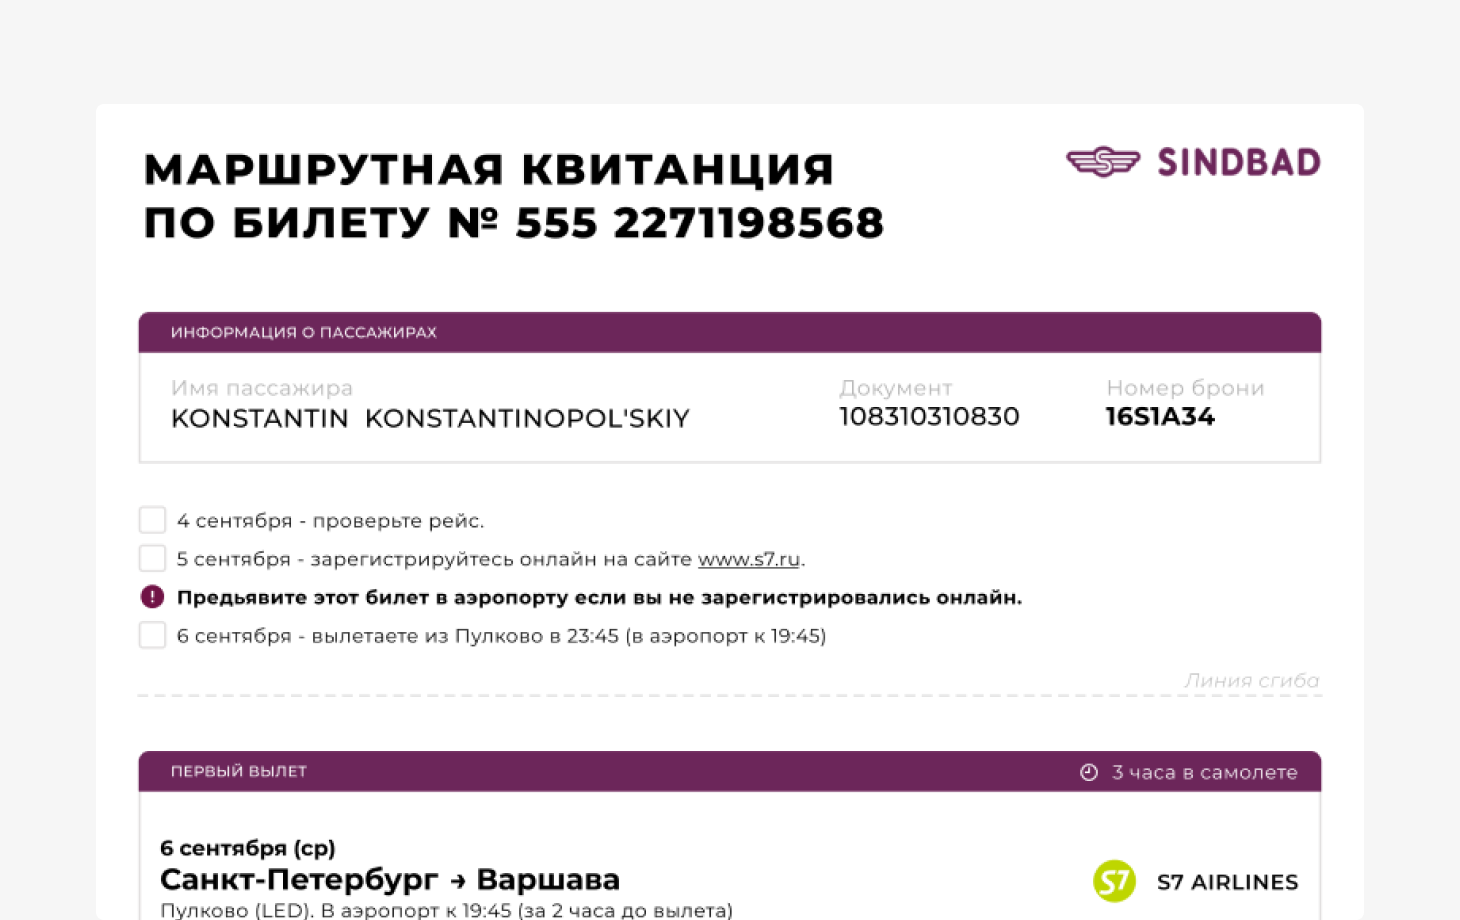 МАРШРУТНАЯ КВИТАНЦИЯ
ПО БИЛЕТУ № 555 2271198568
SINDBAD
ИНФОРМАЦИЯ О ПАССАЖИРАХ
Имя пассажира
KONSTANTIN KONSTANTINOPOL'SKIY
Документ
108310310830
Номер брони
16S1A34
4 сентября - проверьте рейс.
5 сентября - зарегистрируйтесь онлайн на сайте www.s7.ru.
Предьявите этот билет в аэропорту если вы не зарегистрировались онлайн.
6 сентября - вылетаете из Пулково в 23:45 (в аэропорт к 19:45)
Линия сгиба
ПЕРВЫЙ ВЫЛЕТ
3 часа в самолете
6 сентября (ср)
Санкт-Петербург → Варшава
S7 S7 AIRLINES
Пулково (LED). В аэропорт к 19:45 (за 2 часа до вылета)